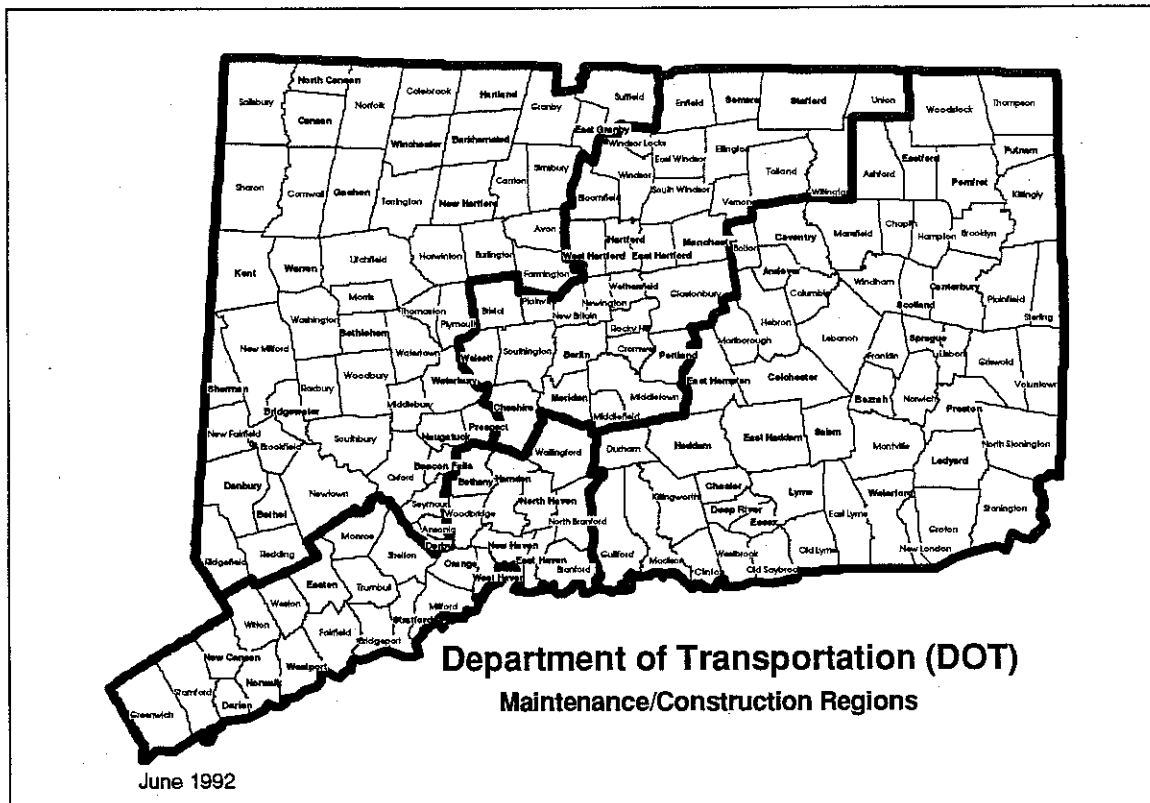 North Canaan
Colebrook
Hartland
Suffield
Enfield
Somers
Stafford
Union
Woodstock
Thompson
Salisbury
Canaan
Norfolk
Granby
East Granby
Windsor Locks
Winchester
Barkhamsted
East Windsor
Ellington
Eastford
Putnam
Sharon
Cornwall
Goshen
Torrington
New Hartford
Canton
Simsbury
Bloomfield
Windsor
South Windsor
Vernon
Tolland
Willington
Ashford
Pomfret
Killingly
Avon
Hartford
Manchester
Bolton
Coventry
Mansfield
Chaplin
Hampton
Brooklyn
Kent
Warren
Litchfield
Harwinton
Burlington
Farmington
West Hartford
East Hartford
Andover
Columbia
Windham
Scotland
Canterbury
Plainfield
Sterling
Morris
Washington
Bethlehem
Thomaston
Plymouth
Bristol
Plainville
New Britain
Newington
Wethersfield
Glastonbury
Rocky Hill
Hebron
Marlborough
Lebanon
Franklin
Sprague
Lisbon
Griswold
Voluntown
New Milford
Watertown
Wolcott
Southington
Berlin
Cromwell
Portland
East Hampton
Colchester
Sherman
Roxbury
Woodbury
Waterbury
Middlebury
Cheshire
Meriden
Middletown
Middlefield
Bozrah
Norwich
Preston
Bridgewater
New Fairfield
Brookfield
Southbury
Naugatuck
Prospect
Wallingford
Durham
Haddam
East Haddam
Salem
Montville
North Stonington
Ledyard
Danbury
Bethel
Newtown
Oxford
Beacon Falls
Bethany
Hamden
North Haven
Seymour
Woodbridge
Ansonia
Derby
North Branford
Killingworth
Chester
Deep River
Essex
Lyme
East Lyme
Waterford
Groton
Stonington
Ridgefield
Redding
Monroe
Shelton
Orange
New Haven
East Haven
West Haven
Branford
Guilford
Madison
Clinton
Westbrook
Old Saybrook
Old Lyme
New London
Easton
Trumbull
Stratford
Milford
Weston
Wilton
Fairfield
Bridgeport
New Canaan
Norwalk
Westport
Stamford
Darien
Greenwich
Department of Transportation (DOT)
Maintenance/Construction Regions
June 1992